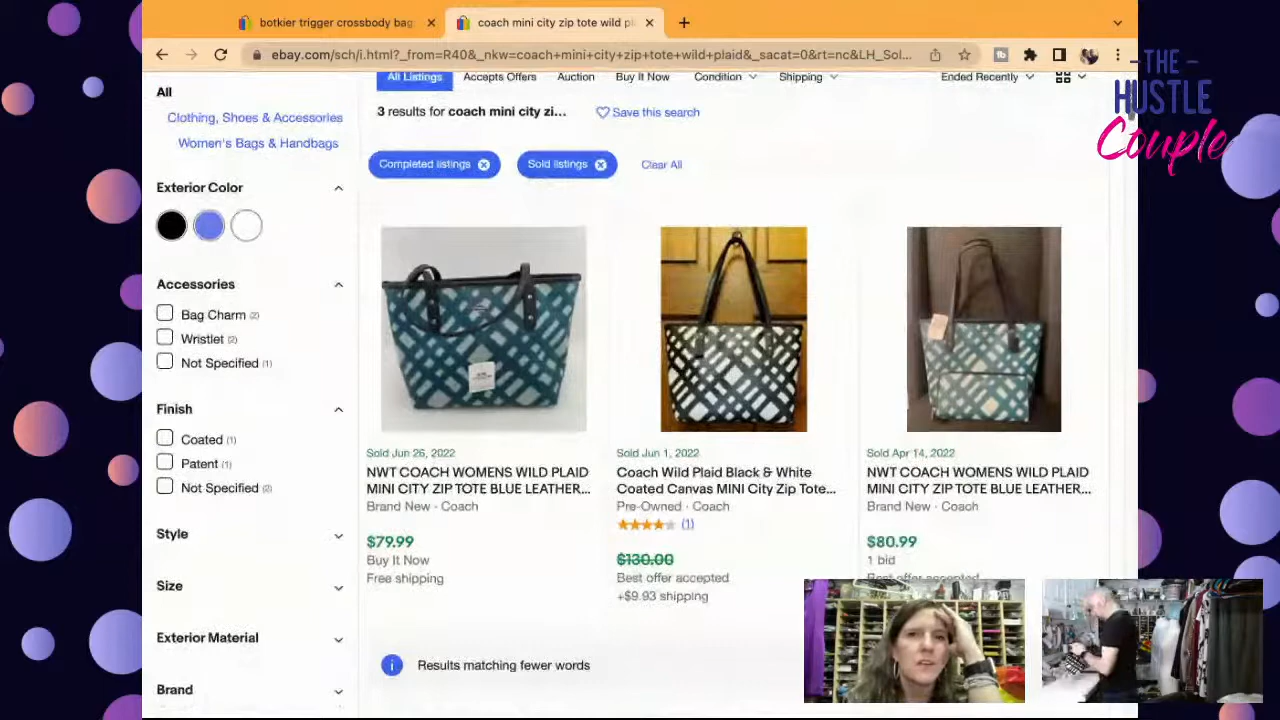 botkier trigger crossbody bag
coach mini city zip tote wild pl
ebay.com/sch/i.html?_from=R40&_nkw=coach+mini+city+zip+tote+wild+plaid&_sacat=0&rt=nc&LH_Sol...
THE
HUSTLE
Couple
All Listings
Accepts Offers
Auction
Buy It Now
Condition
Shipping
Ended Recently
All
Clothing, Shoes & Accessories
Women's Bags & Handbags
3 results for coach mini city zi...
Save this search
Completed listings
Sold listings
Clear All
Exterior Color
Accessories
Bag Charm (2)
Wristlet (2)
Not Specified (1)
Finish
Coated (1)
Patent (1)
Not Specified (2)
Style
Size
Exterior Material
Brand
Sold Jun 26, 2022
NWT COACH WOMENS WILD PLAID
MINI CITY ZIP TOTE BLUE LEATHER...
Brand New · Coach
$79.99
Buy It Now
Free shipping
Sold Jun 1, 2022
Coach Wild Plaid Black & White
Coated Canvas MINI City Zip Tote...
Pre-Owned · Coach
(1)
$130.00
Best offer accepted
+$9.93 shipping
Sold Apr 14, 2022
NWT COACH WOMENS WILD PLAID
MINI CITY ZIP TOTE BLUE LEATHER...
Brand New · Coach
$80.99
1 bid
Best offer accepted
Results matching fewer words